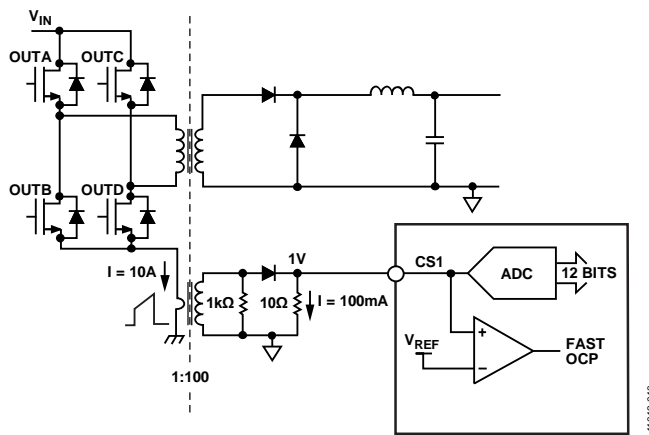 VIN
OUTA
OUTC
OUTB
OUTD
I = 10A
1kΩ
10Ω
1V
I = 100mA
1:100
CS1
ADC
12 BITS
VREF
+
−
FAST
OCP